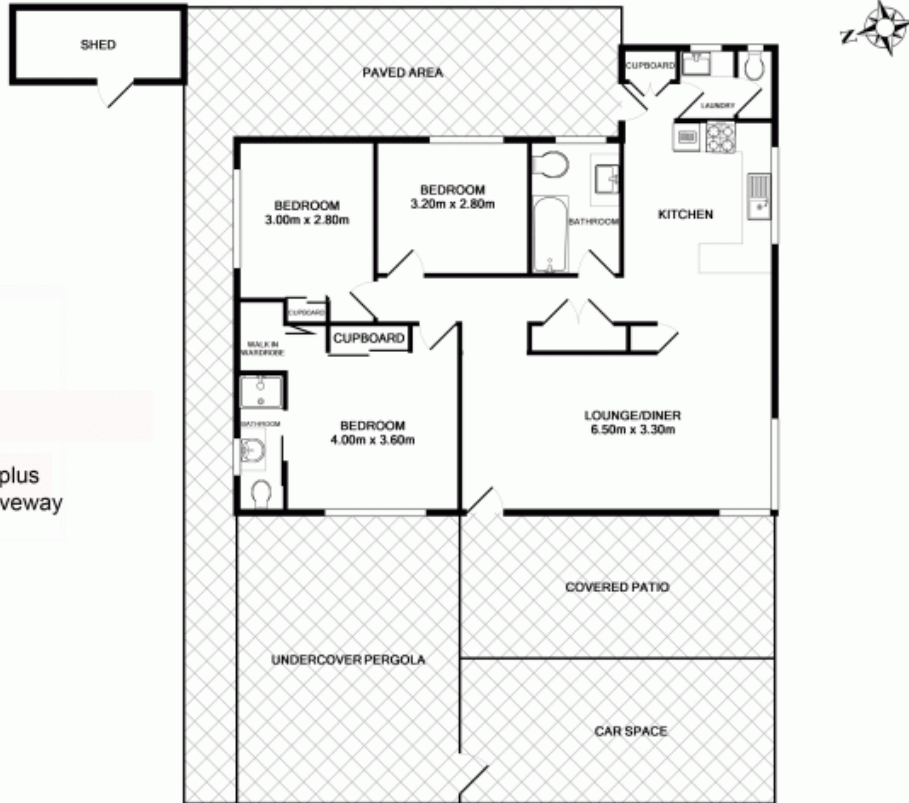 SHED
PAVED AREA
CUPBOARD
LAUNDRY
N
BEDROOM
3.00m x 2.80m
BEDROOM
3.20m x 2.80m
BATHROOM
KITCHEN
CUPBOARD
WALK IN
WARDROBE
CUPBOARD
BATHROOM
BEDROOM
4.00m x 3.60m
LOUNGE/DINER
6.50m x 3.30m
plus
veway
COVERED PATIO
UNDERCOVER PERGOLA
CAR SPACE